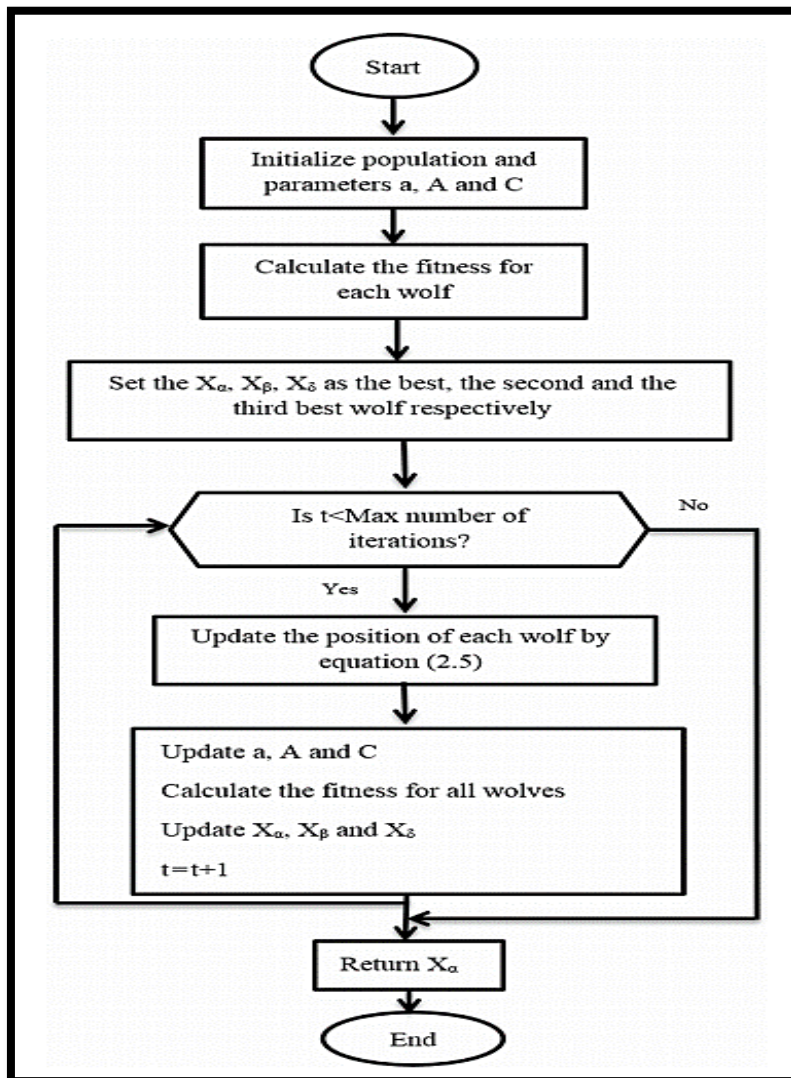 Start
Initialize population and
parameters a, A and C
Calculate the fitness for
each wolf
Set the Xα, Xβ, Xδ as the best, the second and the
third best wolf respectively
Is t<Max number of
iterations?
No
Yes
Update the position of each wolf by
equation (2.5)
Update a, A and C
Calculate the fitness for all wolves
Update Xα, Xβ and Xδ
t=t+1
Return Xα
End